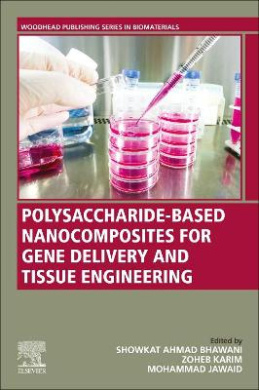 WOODHEAD PUBLISHING SERIES IN BIOMATERIALS
POLYSACCHARIDE-BASED
NANOCOMPOSITES FOR
GENE DELIVERY AND
TISSUE ENGINEERING
Edited by
SHOWKAT AHMAD BHAWANI
ZOHEB KARIM
MOHAMMAD JAWAID
ELSEVIER